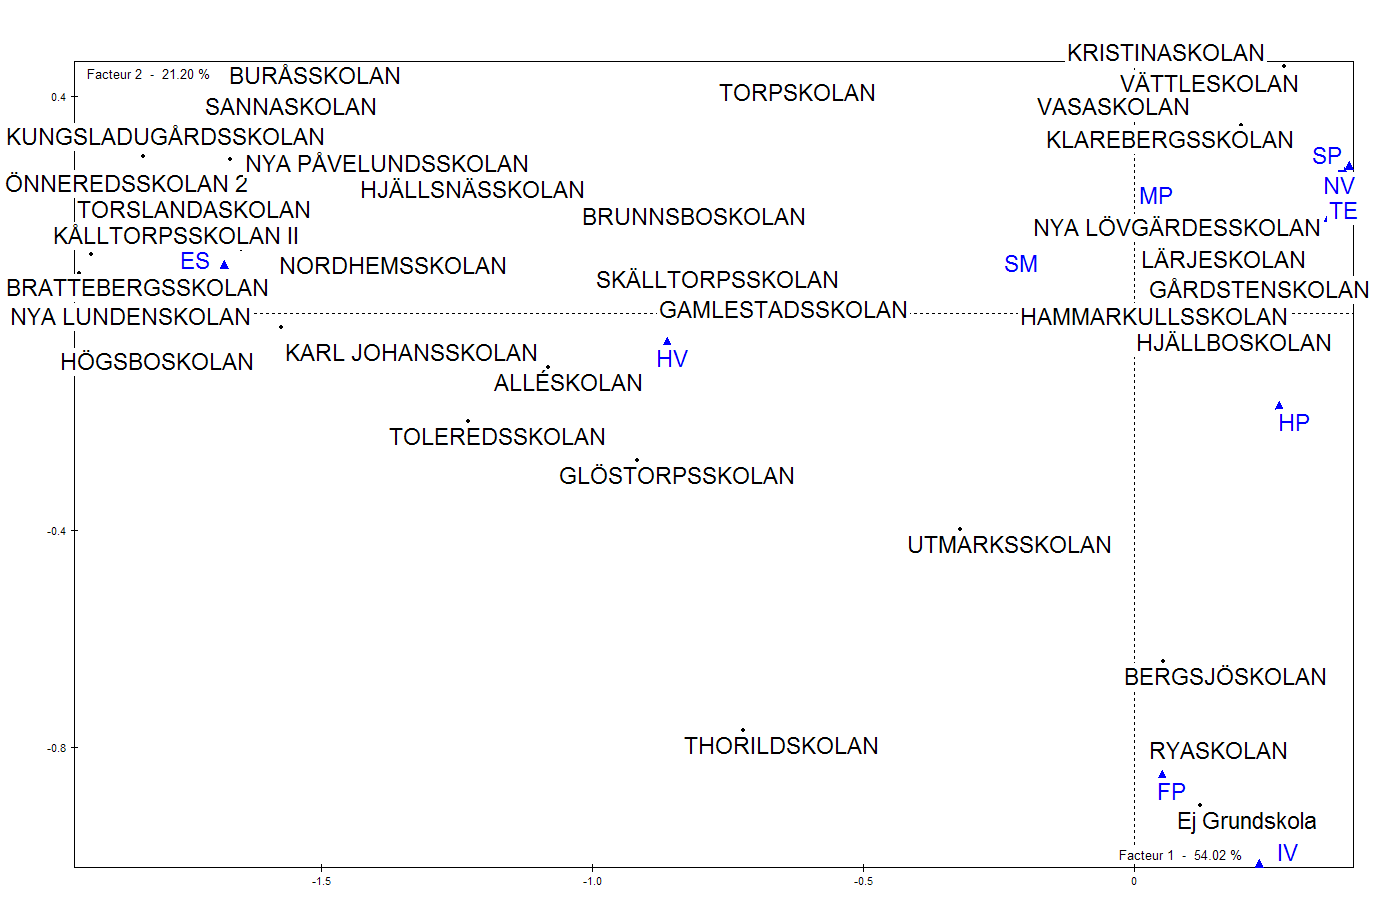 KRISTINASKOLAN
Facteur 2 - 21.20 %
BURÅSSKOLAN
VÄTTLESKOLAN
0.4
TORPSKOLAN
SANNASKOLAN
VASASKOLAN
KUNGSLADUGÅRDSSKOLAN
KLAREBERGSSKOLAN
SP
NYA PÅVELUNDSSKOLAN
ÖNNEREDSSKOLAN 2
NV
HJÄLLSNÄSSKOLAN
MP
TORSLANDASKOLAN
TE
BRUNNSBOSKOLAN
NYA LÖVGÄRDESSKOLAN
KÅLLTORPSSKOLAN II
ES
NORDHEMSSKOLAN
SM
LÄRJESKOLAN
SKÄLLTORPSSKOLAN
BRATTEBERGSSKOLAN
GÅRDSTENSKOLAN
GAMLESTADSSKOLAN
NYA LUNDENSKOLAN
HAMMARKULLSSKOLAN
HJÄLLBOSKOLAN
KARL JOHANSSKOLAN
HV
HÖGSBOSKOLAN
ALLÉSKOLAN
HP
TOLEREDSSKOLAN
GLÖSTORPSSKOLAN
-0.4
UTMARKSSKOLAN
BERGSJÖSKOLAN
-0.8
THORILDSKOLAN
RYASKOLAN
FP
Ej Grundskola
Facteur 1 - 54.02 %
IV
-1.5
-1.0
-0.5
0